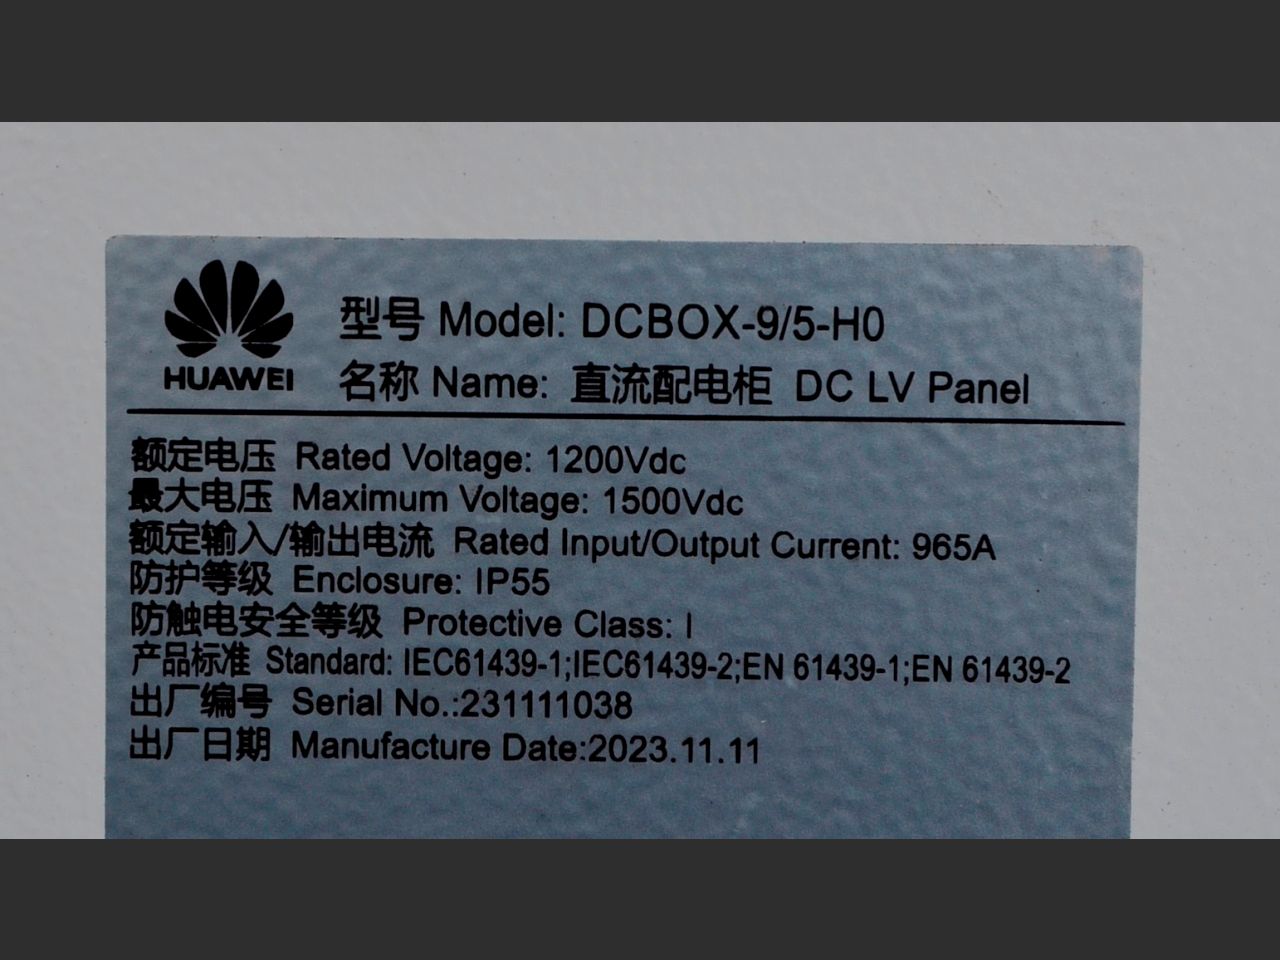 HUAWEI
型号 Model: DCBOX-9/5-H0
名称 Name: 直流配电柜 DC LV Panel
额定电压 Rated Voltage: 1200Vdc
最大电压 Maximum Voltage: 1500Vdc
额定输入/输出电流 Rated Input/Output Current: 965A
防护等级 Enclosure: IP55
防触电安全等级 Protective Class: I
产品标准 Standard: IEC61439-1;IEC61439-2;EN 61439-1;EN 61439-2
出厂编号 Serial No.:231111038
出厂日期 Manufacture Date:2023.11.11